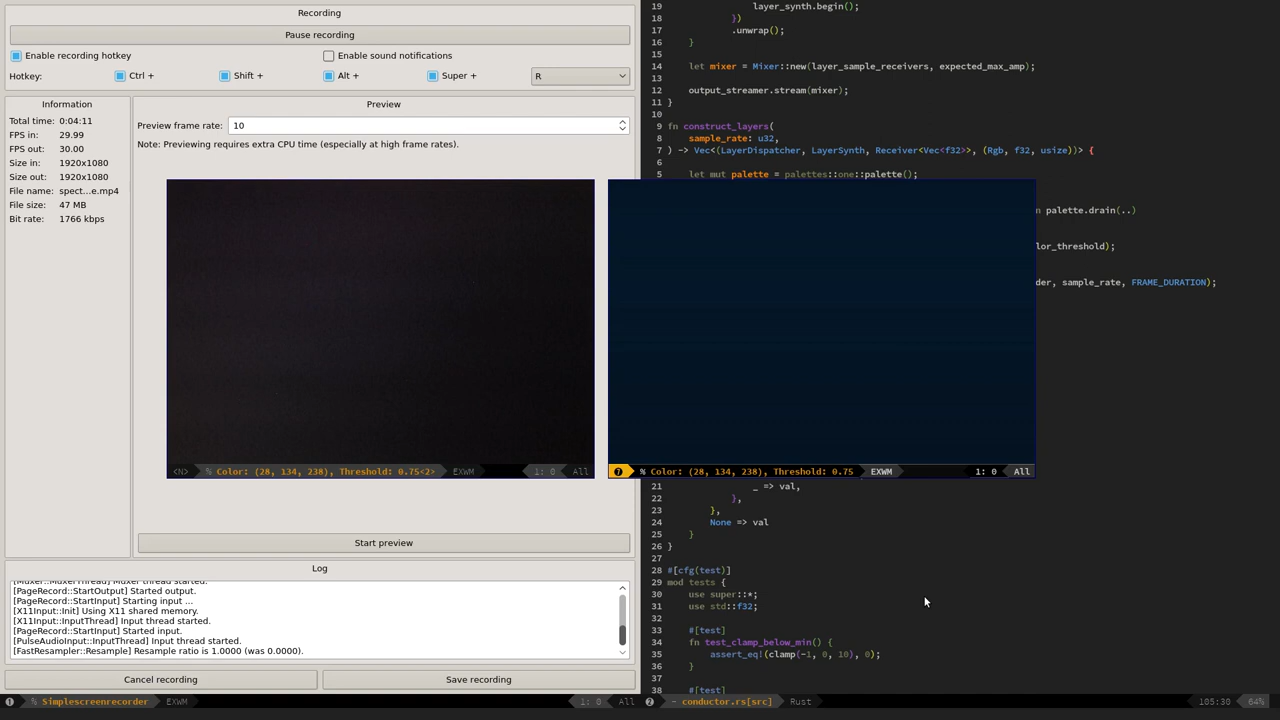 Recording
Pause recording
Enable recording hotkey
Enable sound notifications
Hotkey: Ctrl + Shift + Alt + Super + R
Information
Total time: 0:04:11
FPS in: 29.99
FPS out: 30.00
Size in: 1920x1080
Size out: 1920x1080
File name: spect...e.mp4
File size: 47 MB
Bit rate: 1766 kbps
Preview
Preview frame rate: 10
Note: Previewing requires extra CPU time (especially at high frame rates).
<N> % Color: (28, 134, 238), Threshold: 0.75<2> EXWM 1: 0 All
Start preview
Log
[Muxer::MuxerThread] Muxer thread started.
[PageRecord::StartOutput] Started output.
[PageRecord::StartInput] Starting input ...
[X11Input::Init] Using X11 shared memory.
[X11Input::InputThread] Input thread started.
[PageRecord::StartInput] Started input.
[PulseAudioInput::InputThread] Input thread started.
[FastResampler::Resample] Resample ratio is 1.0000 (was 0.0000).
Cancel recording
Save recording
1 % Simplescreenrecorder EXWM 1: 0 All
19 layer_synth.begin();
18 })
17 .unwrap();
16 }
15
14 let mixer = Mixer::new(layer_sample_receivers, expected_max_amp);
13
12 output_streamer.stream(mixer);
11 }
10
9 fn construct_layers(
8 sample_rate: u32,
7 ) -> Vec<(LayerDispatcher, LayerSynth, Receiver<Vec<f32>>, (Rgb, f32, usize))> {
6
5 let mut palette = palettes::one::palette();
n palette.drain(..)
lor_threshold);
der, sample_rate, FRAME_DURATION);
7 % Color: (28, 134, 238), Threshold: 0.75 EXWM 1: 0 All
21 _ => val,
22 },
23 },
24 None => val
25 }
26 }
27
28 #[cfg(test)]
29 mod tests {
30 use super::*;
31 use std::f32;
32
33 #[test]
34 fn test_clamp_below_min() {
35 assert_eq!(clamp(-1, 0, 10), 0);
36 }
37
38 #[test]
2 - conductor.rs[src] Rust 105:30 64%